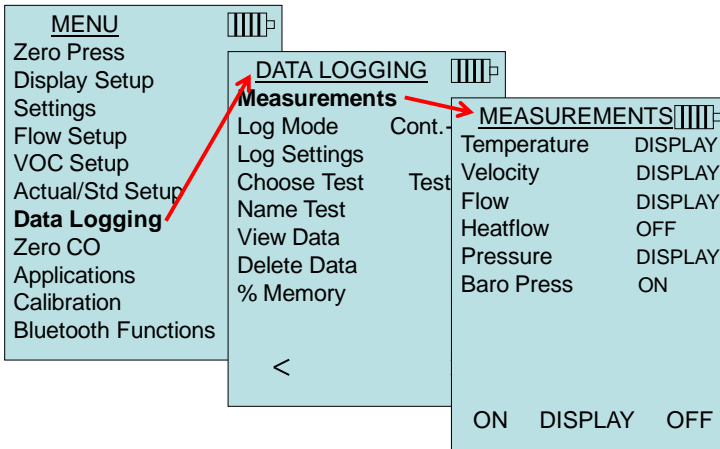 MENU
Zero Press
Display Setup
Settings
Flow Setup
VOC Setup
Actual/Std Setup
Data Logging
Zero CO
Applications
Calibration
Bluetooth Functions
DATA LOGGING
Measurements
Log Mode Cont.-
Log Settings
Choose Test Test
Name Test
View Data
Delete Data
% Memory
<
MEASUREMENTS
Temperature DISPLAY
Velocity DISPLAY
Flow DISPLAY
Heatflow OFF
Pressure DISPLAY
Baro Press ON
ON DISPLAY OFF